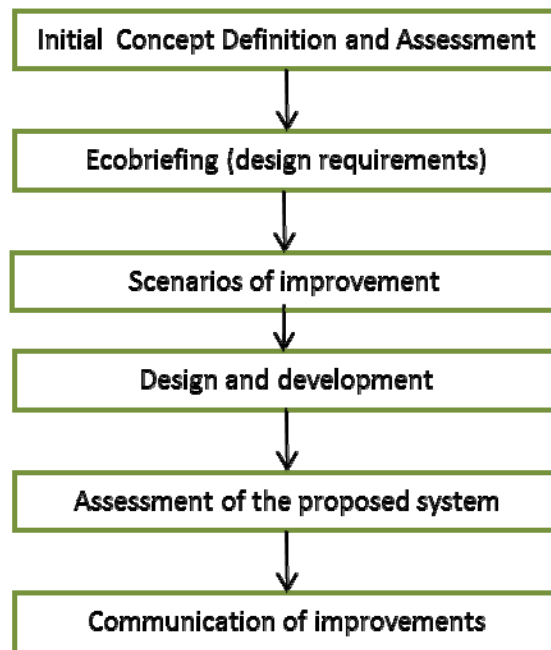 Initial Concept Definition and Assessment
Ecobriefing (design requirements)
Scenarios of improvement
Design and development
Assessment of the proposed system
Communication of improvements